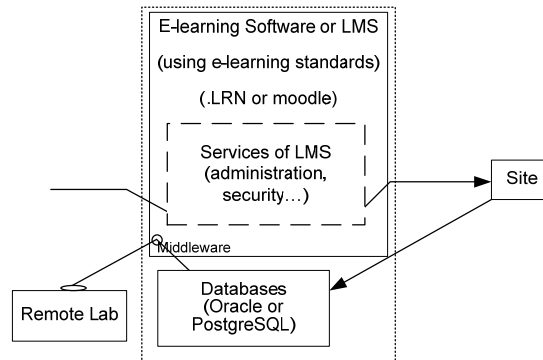 E-learning Software or LMS
(using e-learning standards)
(.LRN or moodle)
Services of LMS
(administration,
security...)
Site
Middleware
Databases
(Oracle or
PostgreSQL)
Remote Lab